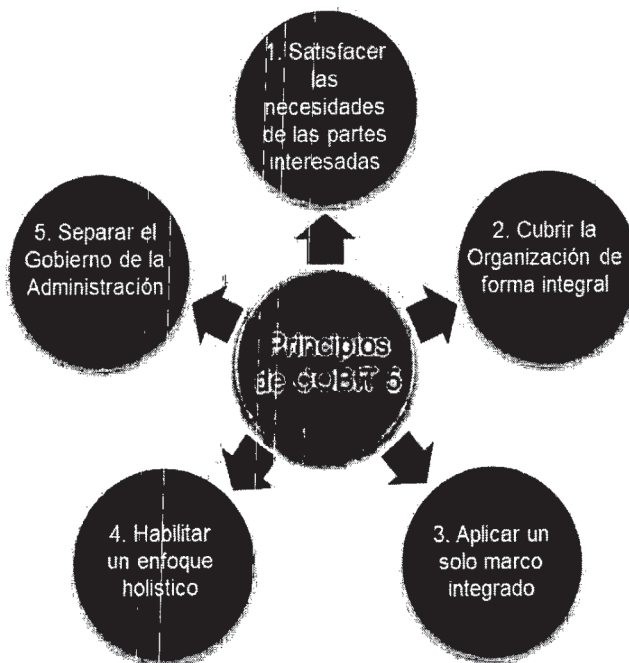 1. Satisfacer
las
necesidades
de las partes
interesadas
2. Cubrir la
Organización de
forma integral
3. Aplicar un
solo marco
integrado
4. Habilitar
un enfoque
holístico
5. Separar el
Gobierno de la
Administración
Principios
de COBIT 5